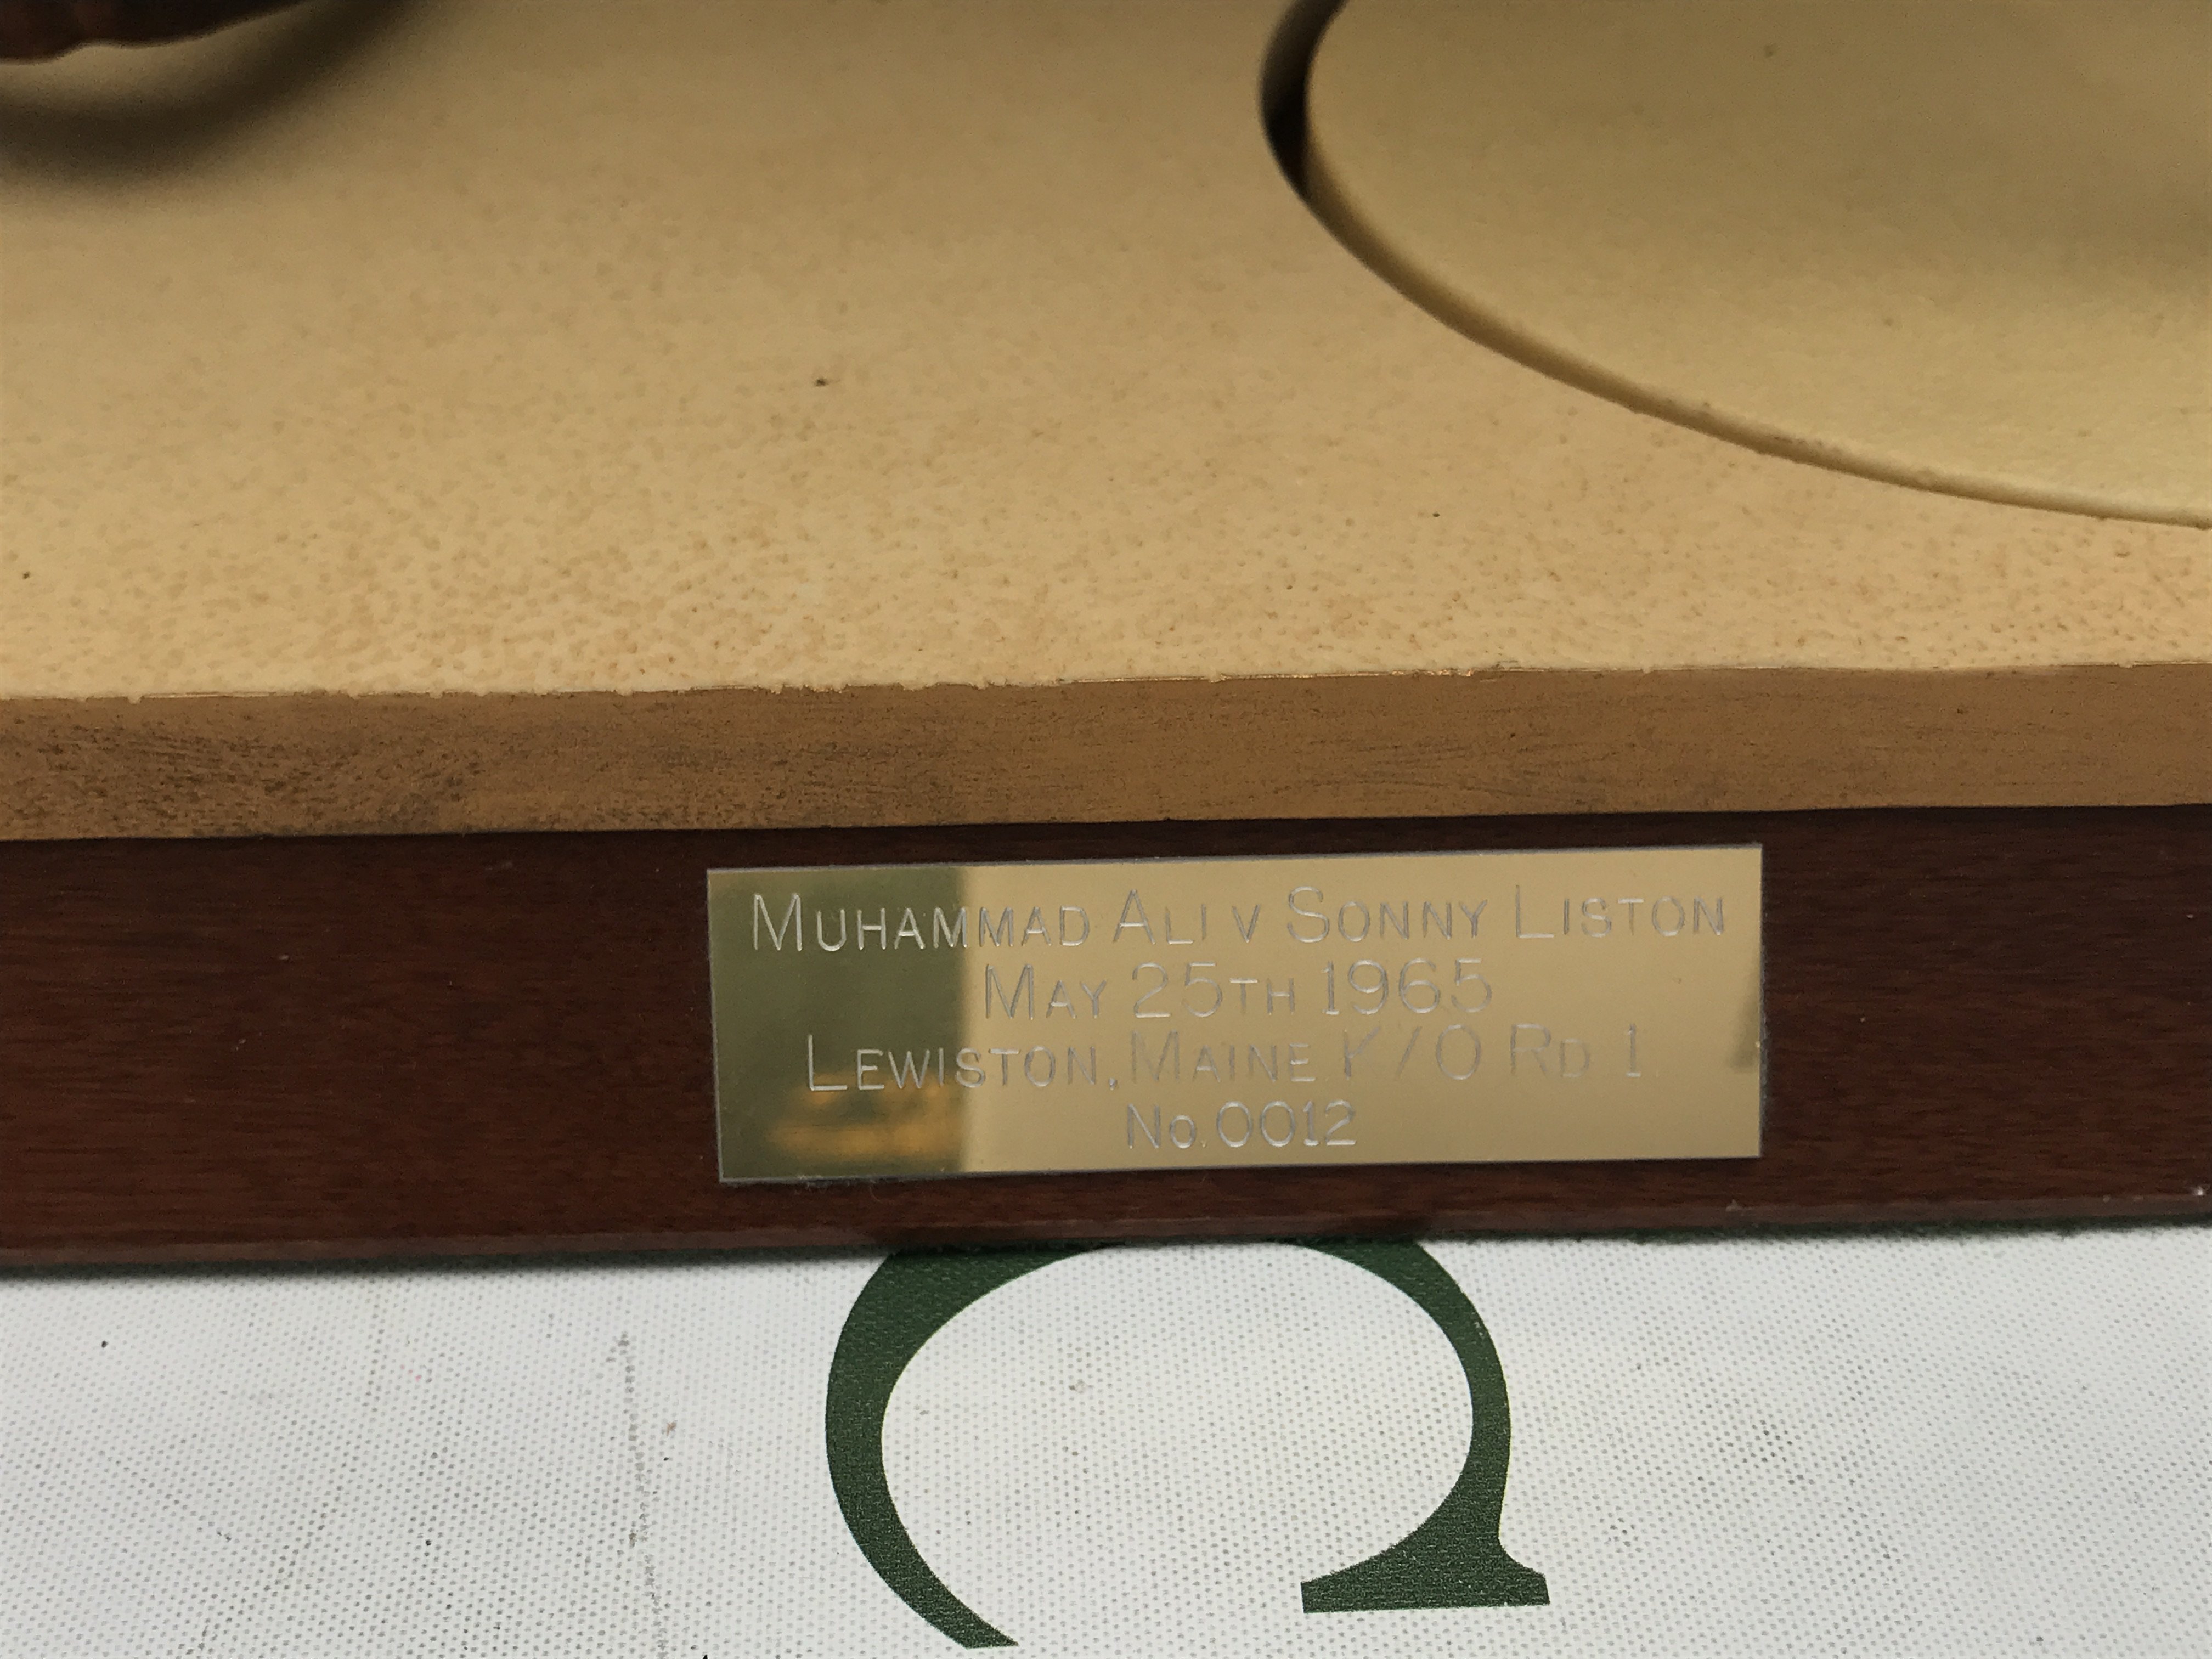 Muhammad Ali v Sonny Liston
May 25th 1965
Lewiston, Maine K/O Rd 1
No.0012